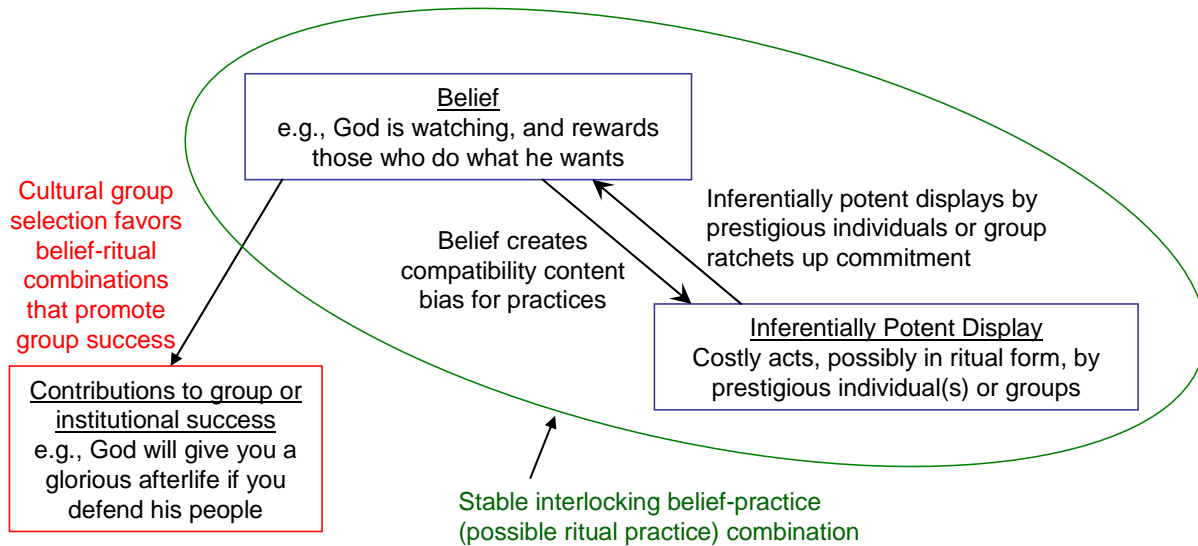 Belief
e.g., God is watching, and rewards
those who do what he wants
Cultural group
selection favors
belief-ritual
combinations
that promote
group success
Belief creates
compatibility content
bias for practices
Inferentially potent displays by
prestigious individuals or group
ratchets up commitment
Inferentially Potent Display
Costly acts, possibly in ritual form, by
prestigious individual(s) or groups
Contributions to group or
institutional success
e.g., God will give you a
glorious afterlife if you
defend his people
Stable interlocking belief-practice
(possible ritual practice) combination